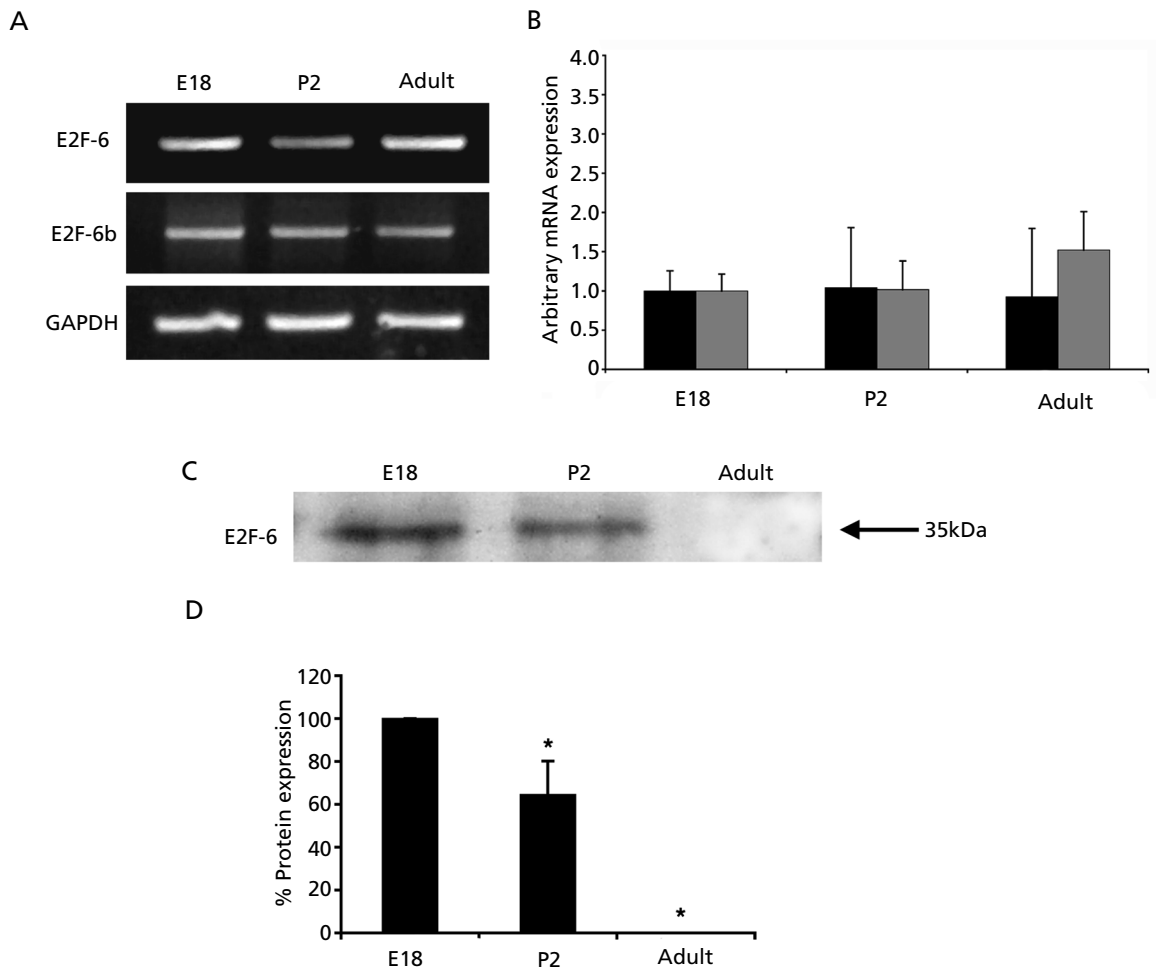 A
E18 P2 Adult
E2F-6
E2F-6b
GAPDH
B
Arbitrary mRNA expression
4.0
3.5
3.0
2.5
2.0
1.5
1.0
0.5
0
E18 P2 Adult
C
E18 P2 Adult
E2F-6
35kDa
D
% Protein expression
120
100
80
60
40
20
0
* *
E18 P2 Adult